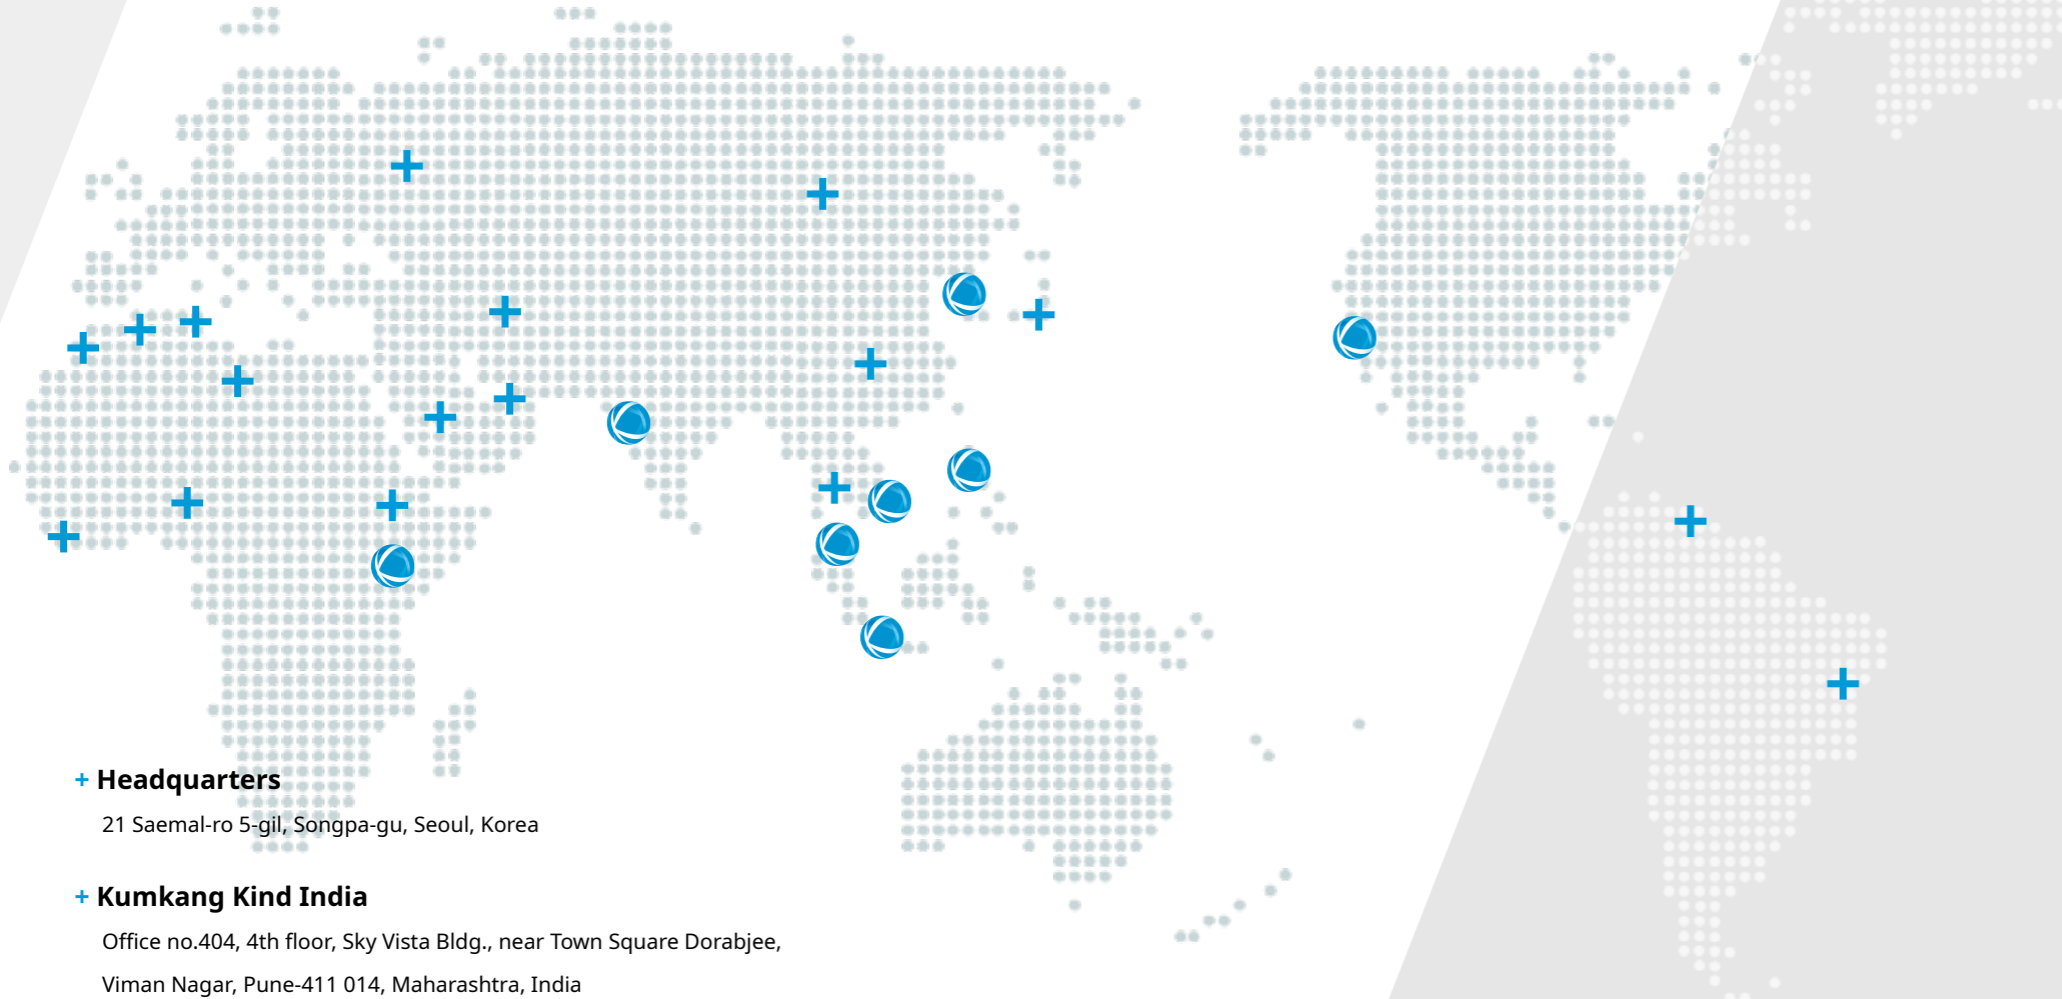 + Headquarters
21 Saemal-ro 5-gil, Songpa-gu, Seoul, Korea
+ Kumkang Kind India
Office no.404, 4th floor, Sky Vista Bldg., near Town Square Dorabjee,
Viman Nagar, Pune-411 014, Maharashtra, India